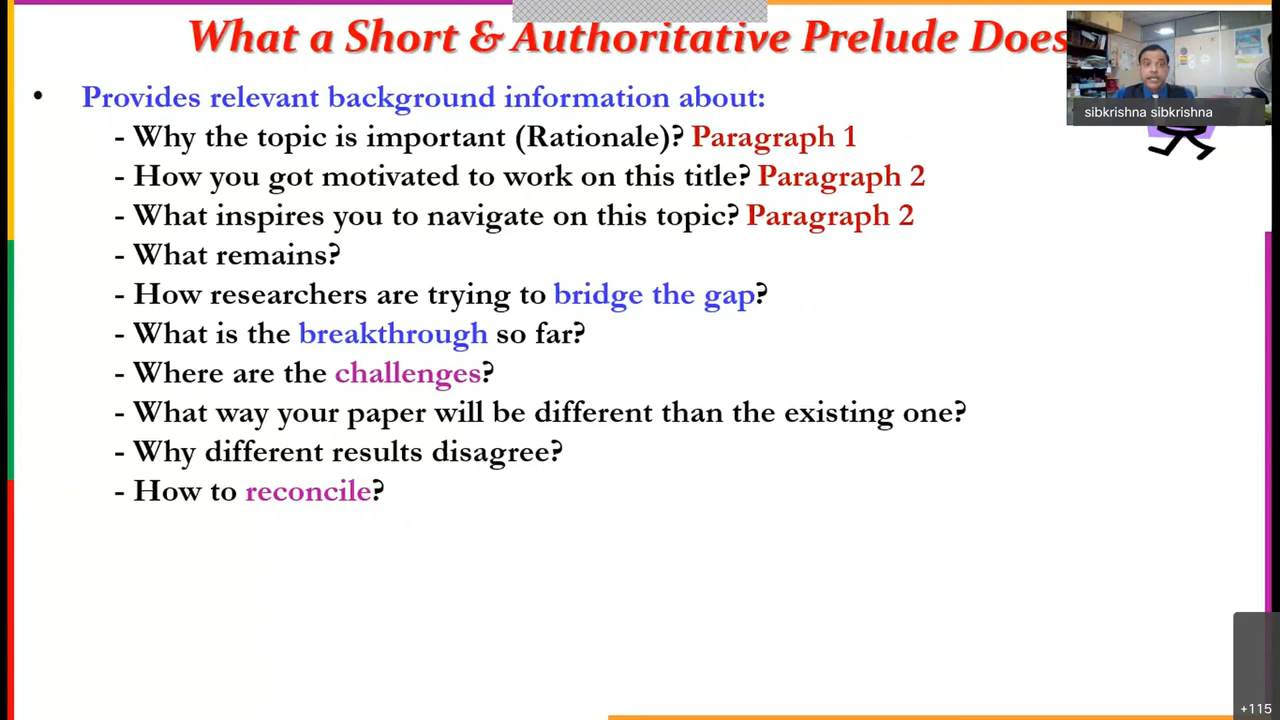 What a Short & Authoritative Prelude Does
• Provides relevant background information about:
- Why the topic is important (Rationale)? Paragraph 1
- How you got motivated to work on this title? Paragraph 2
- What inspires you to navigate on this topic? Paragraph 2
- What remains?
- How researchers are trying to bridge the gap?
- What is the breakthrough so far?
- Where are the challenges?
- What way your paper will be different than the existing one?
- Why different results disagree?
- How to reconcile?
sibkrishna sibkrishna
+115